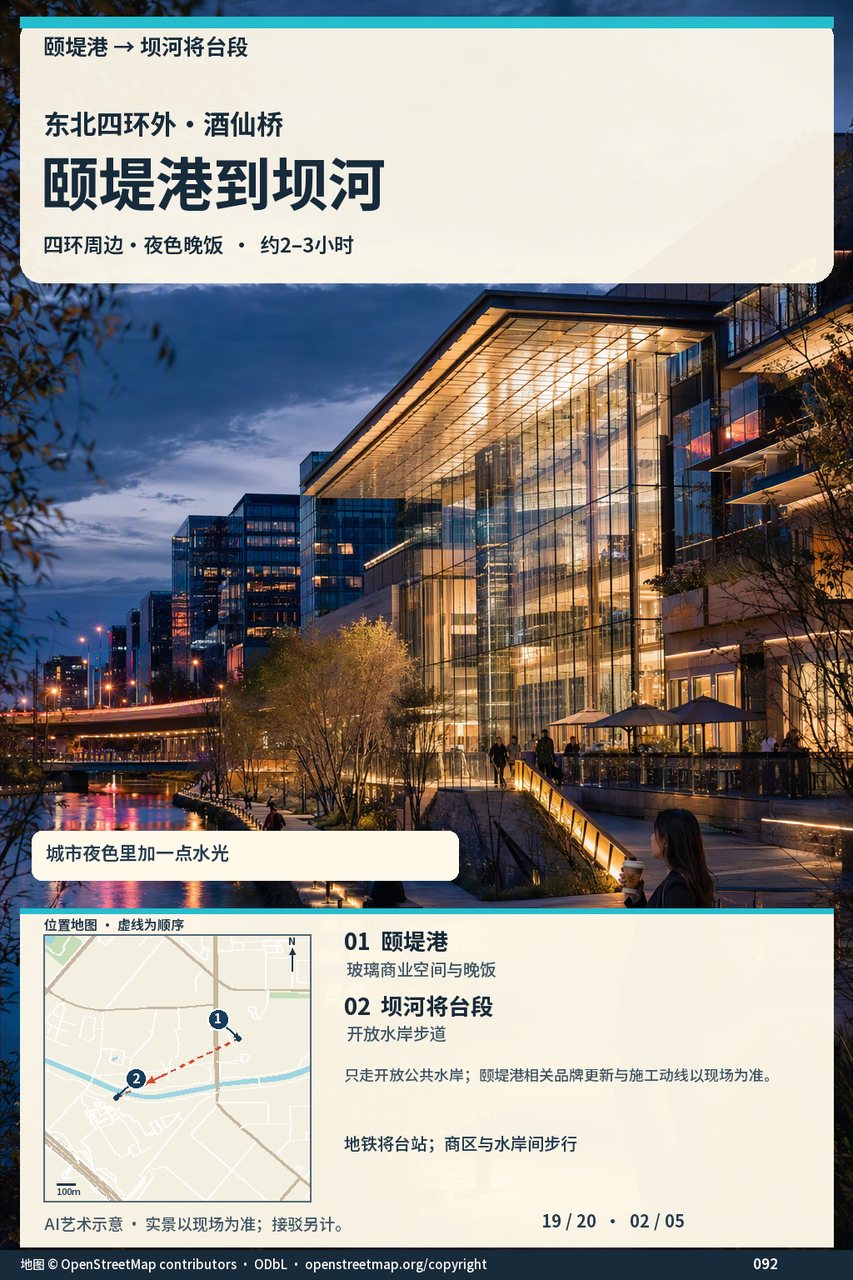 颐堤港 → 坝河将台段
东北四环外·酒仙桥
颐堤港到坝河
四环周边·夜色晚饭 · 约2–3小时
城市夜色里加一点水光
位置地图 · 虚线为顺序
N
1
2
100m
01 颐堤港
玻璃商业空间与晚饭
02 坝河将台段
开放水岸步道
只走开放公共水岸；颐堤港相关品牌更新与施工动线以现场为准。
地铁将台站；商区与水岸间步行
AI艺术示意 · 实景以现场为准；接驳另计。
19 / 20 · 02 / 05
地图 © OpenStreetMap contributors · ODbL · openstreetmap.org/copyright
092